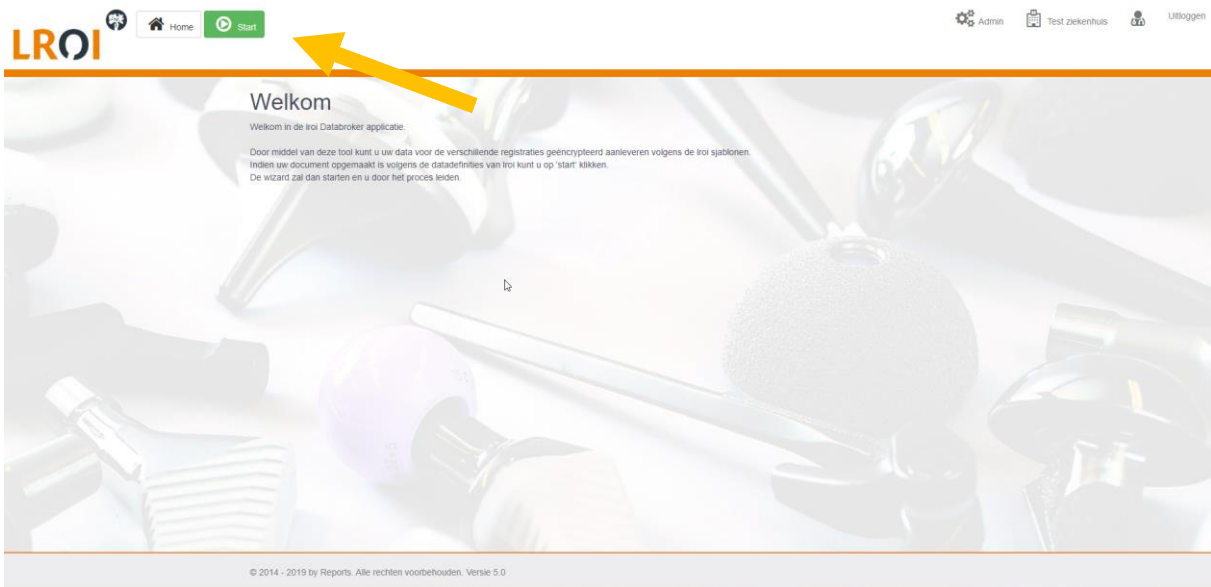 LROI
Home
Start
Admin
Test ziekenhuis
Uitloggen
Welkom
Welkom in de lroi Databroker applicatie.
Door middel van deze tool kunt u uw data voor de verschillende registraties geëncrypteerd aanleveren volgens de lroi sjablonen.
Indien uw document opgemaakt is volgens de datadefinities van lroi kunt u op 'start' klikken.
De wizard zal dan starten en u door het proces leiden.
© 2014 - 2019 by Reports. Alle rechten voorbehouden. Versie 5.0